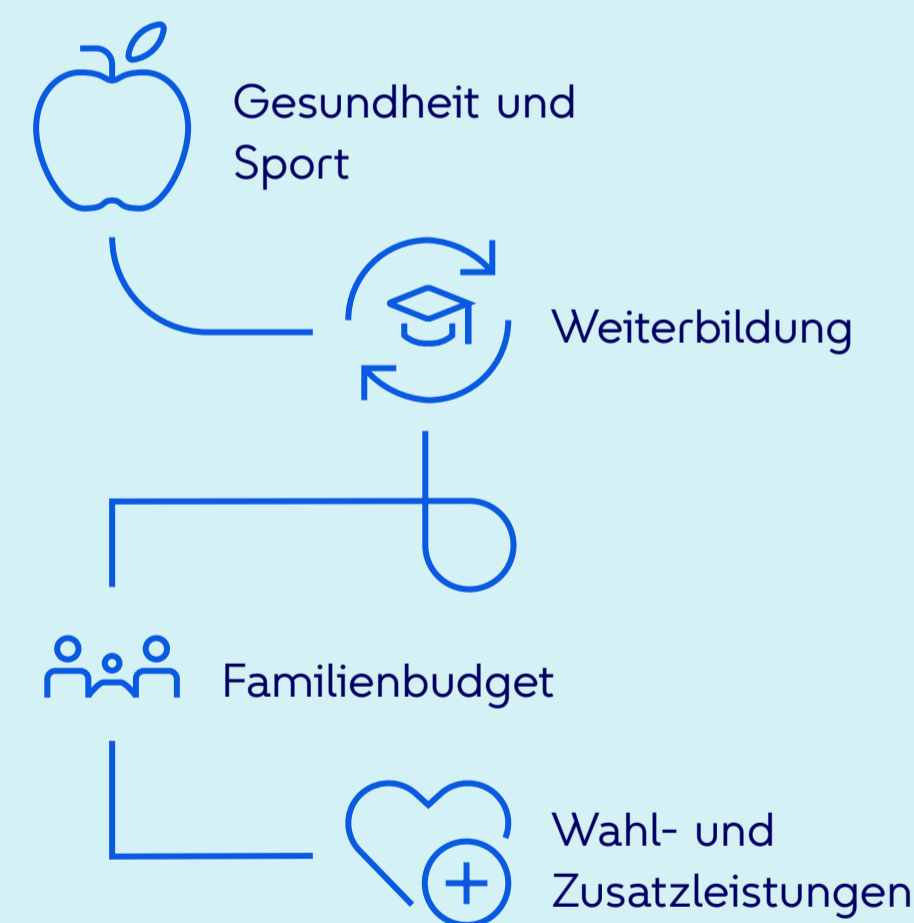 Gesundheit und
Sport
Weiterbildung
Familienbudget
Wahl- und
Zusatzleistungen